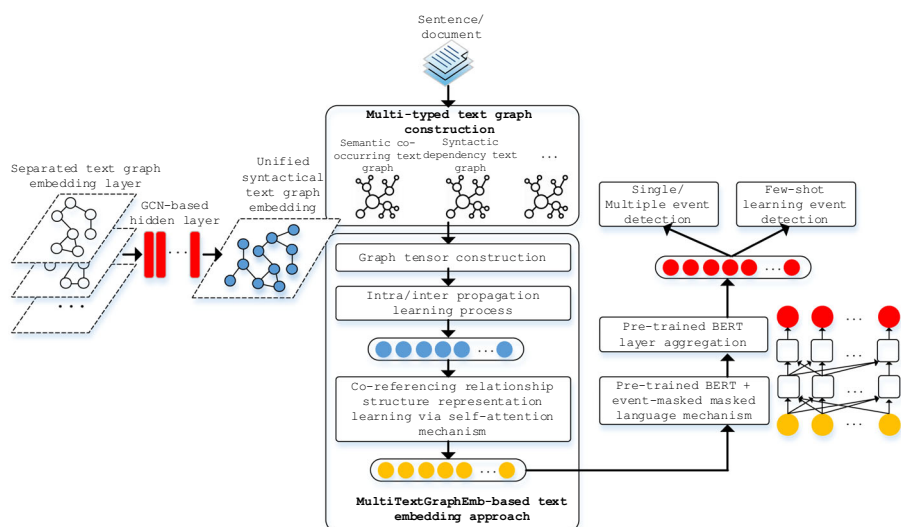 Sentence/
document
Multi-typed text graph
construction
Semantic co-
occurring text
graph
Syntactic
dependency text
graph
...
Separated text graph
embedding layer
GCN-based
hidden layer
Unified
syntactical
text graph
embedding
...
...
Graph tensor construction
Intra/inter propagation
learning process
...
Co-referencing relationship
structure representation
learning via self-attention
mechanism
...
MultiTextGraphEmb-based text
embedding approach
Single/
Multiple event
detection
Few-shot
learning event
detection
...
Pre-trained BERT
layer aggregation
Pre-trained BERT +
event-masked masked
language mechanism
...
...
...
...